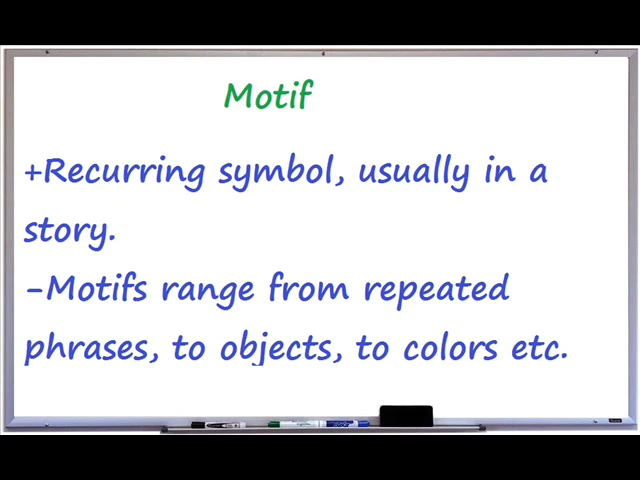 Motif
+Recurring symbol, usually in a
story.
-Motifs range from repeated
phrases, to objects, to colors etc.